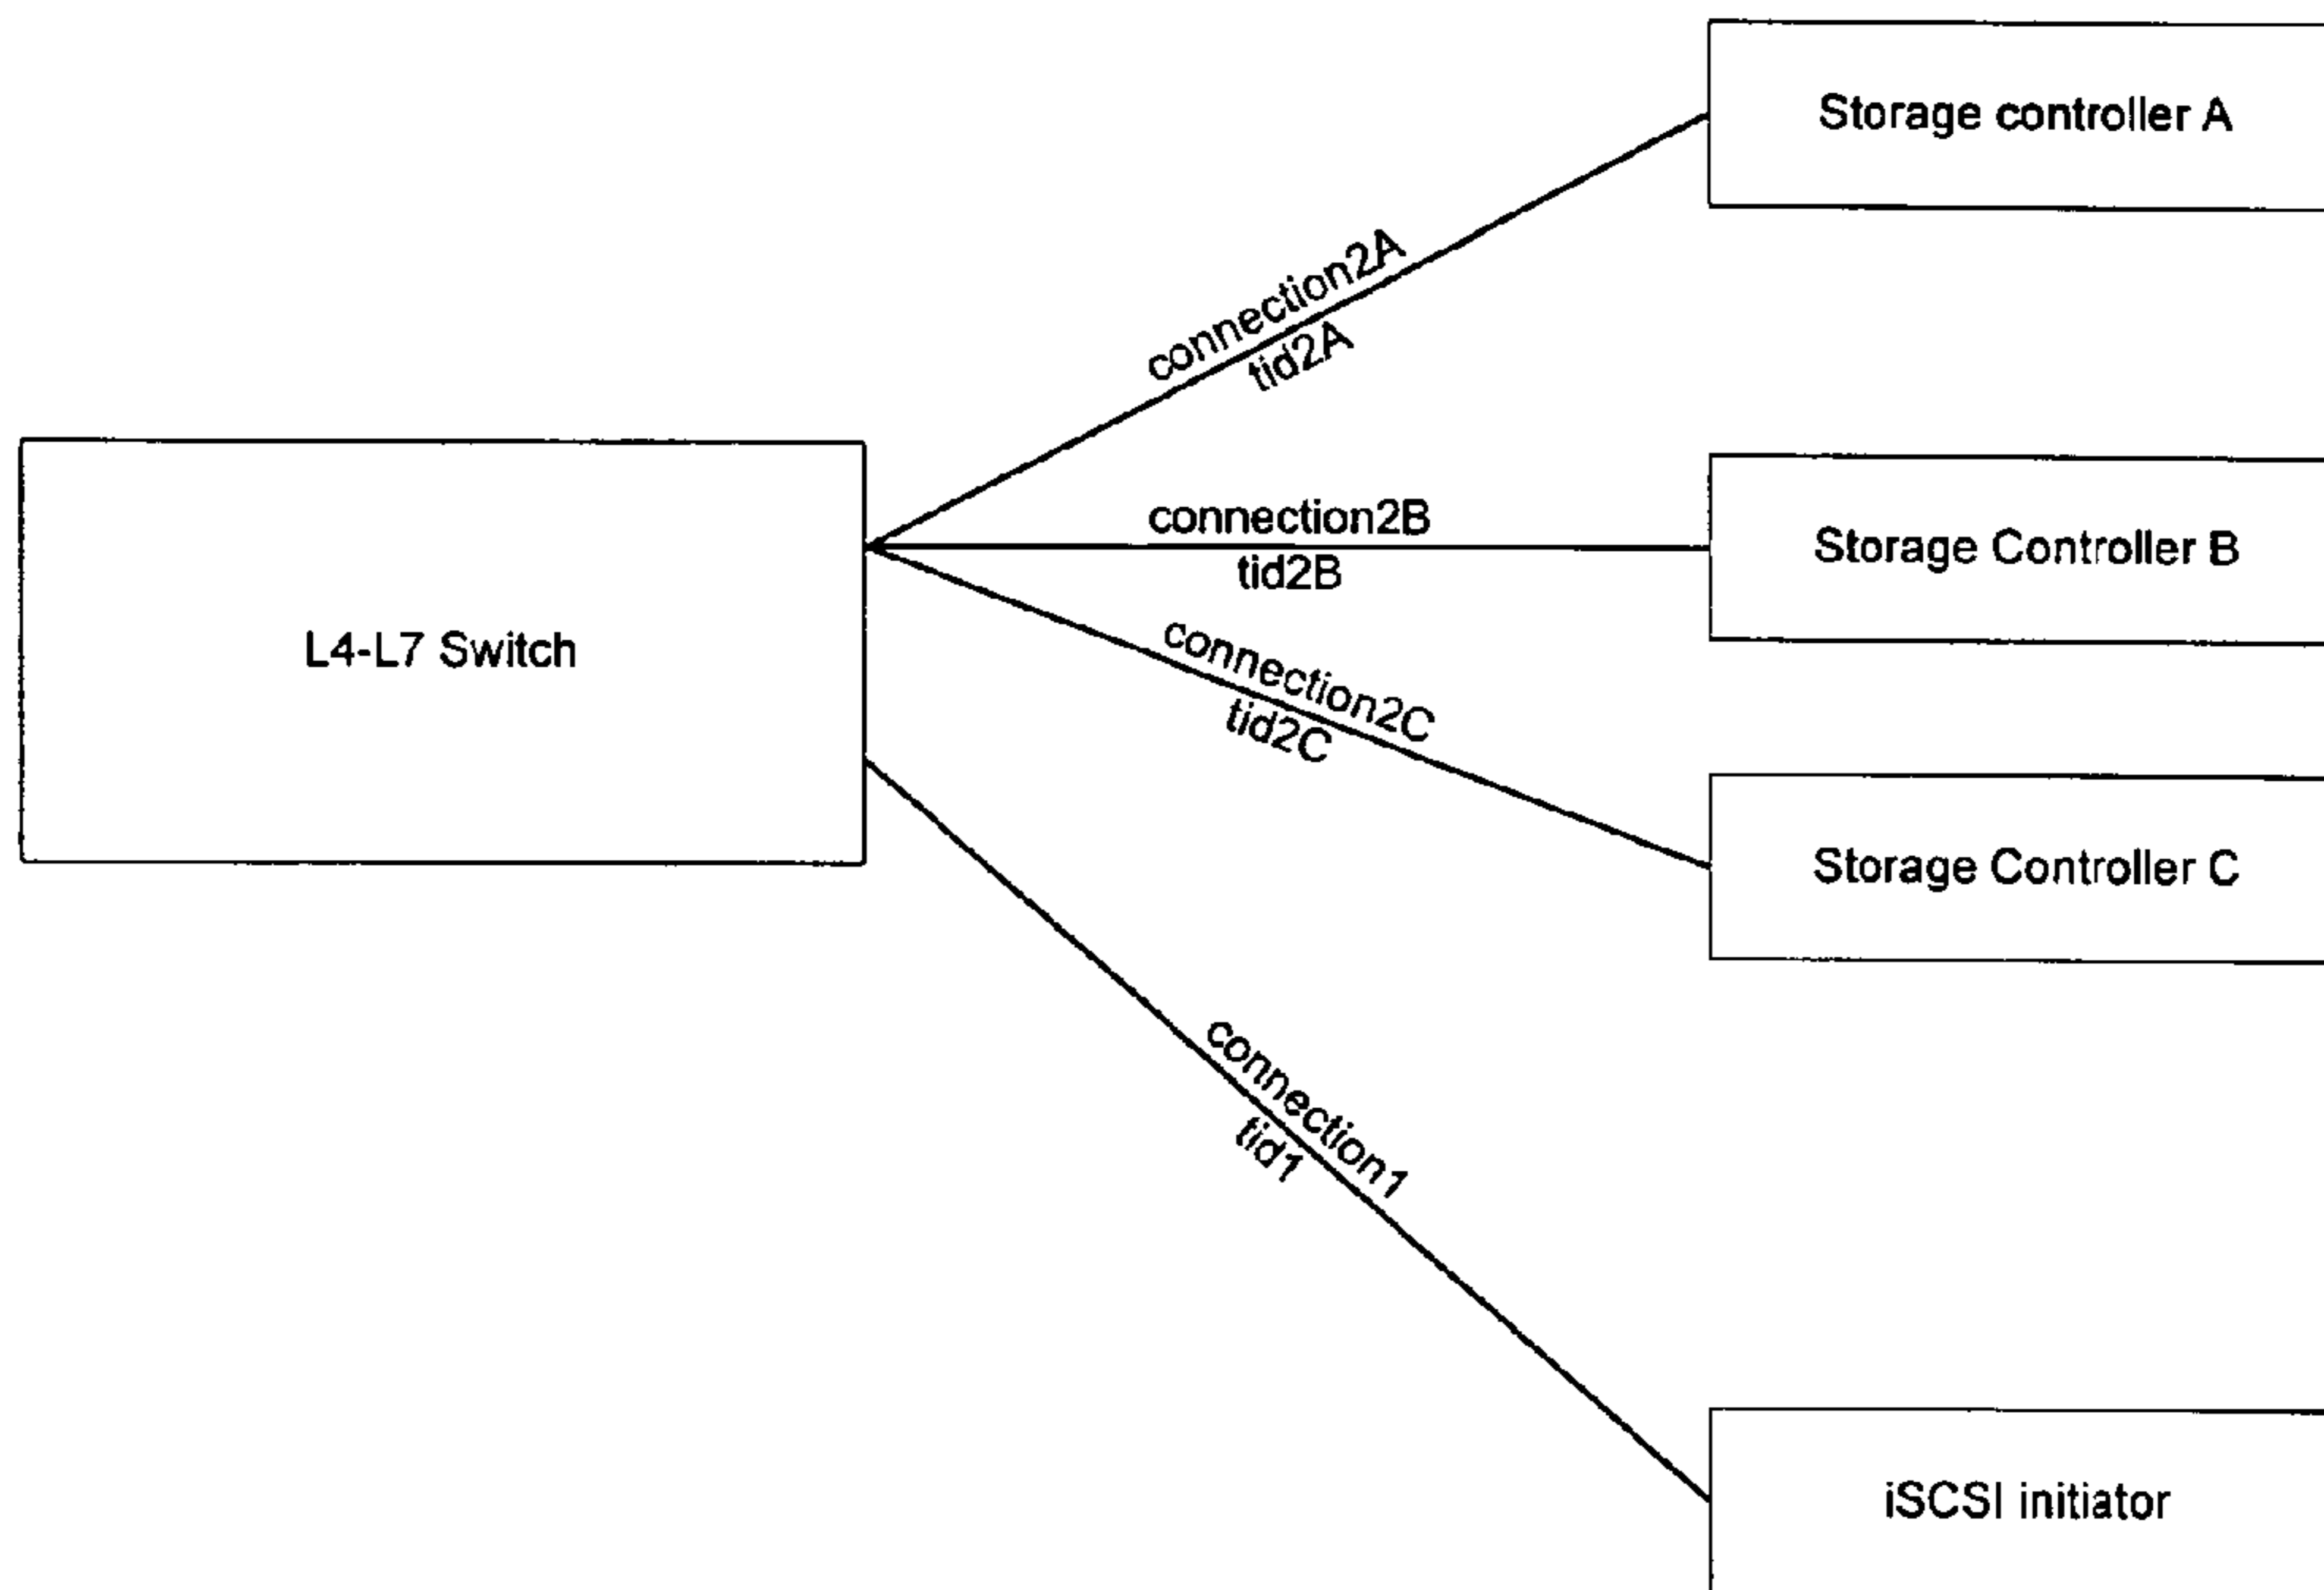 Storage controller A
connection2A
tid2A
connection2B
tid2B
Storage Controller B
L4-L7 Switch
connection2C
tid2C
Storage Controller C
connection1
tid1
iSCSI initiator